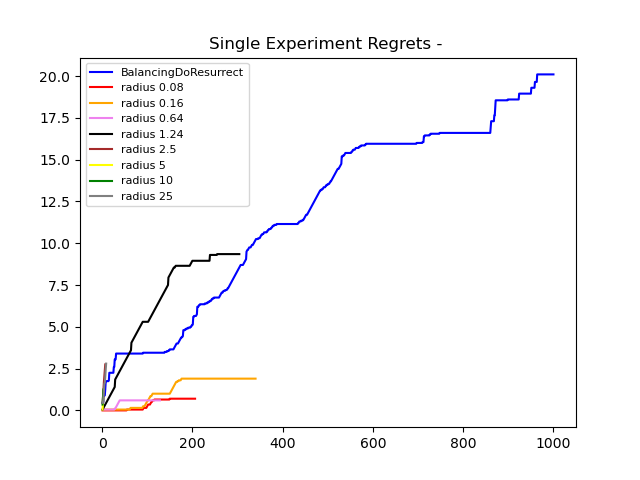 Single Experiment Regrets -
20.0
17.5
15.0
12.5
10.0
7.5
5.0
2.5
0.0
BalancingDoResurrect
radius 0.08
radius 0.16
radius 0.64
radius 1.24
radius 2.5
radius 5
radius 10
radius 25
0 200 400 600 800 1000